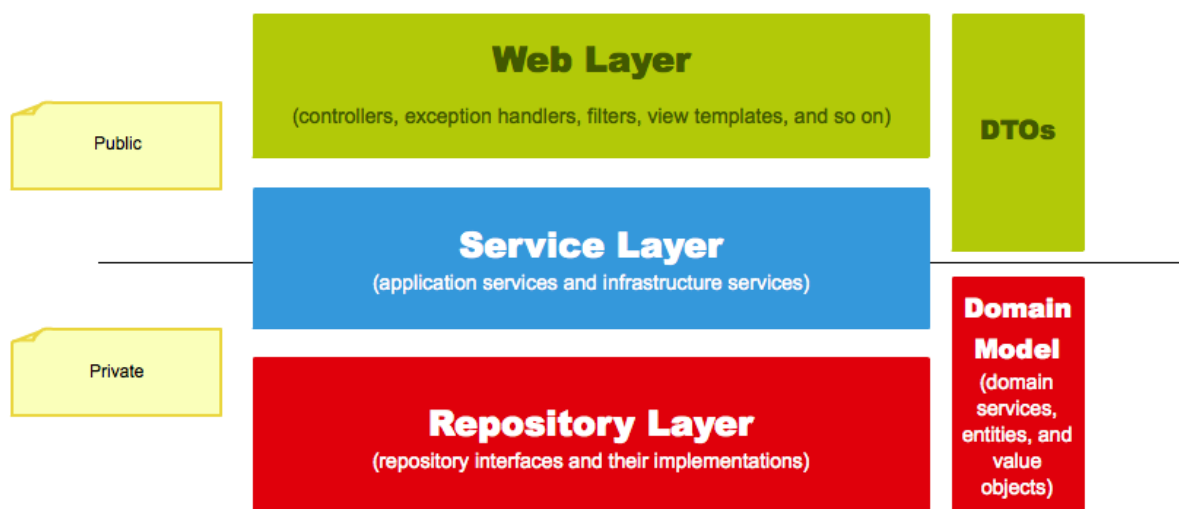 Web Layer
(controllers, exception handlers, filters, view templates, and so on)
DTOs
Public
Service Layer
(application services and infrastructure services)
Domain
Model
(domain
services,
entities, and
value
objects)
Private
Repository Layer
(repository interfaces and their implementations)